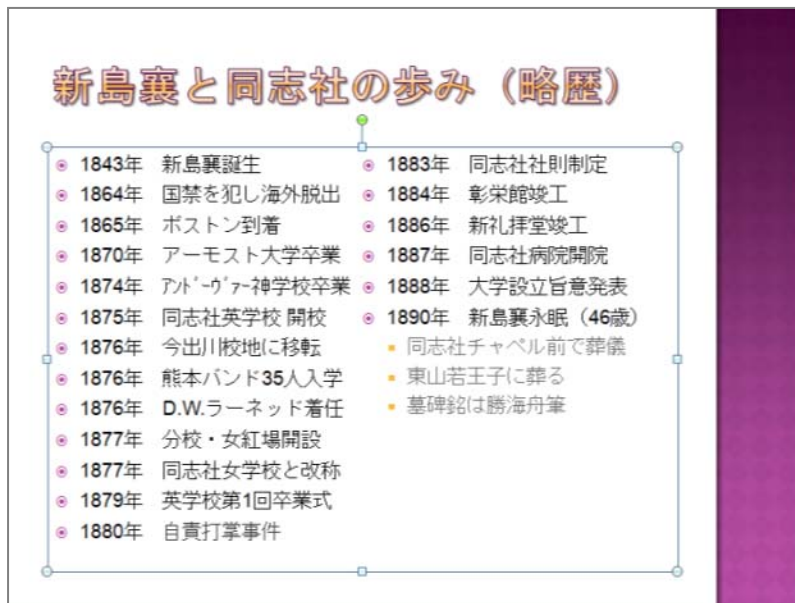 新島襄と同志社の歩み（略歴）
1843年 新島襄誕生
1864年 国禁を犯し海外脱出
1865年 ボストン到着
1870年 アーモスト大学卒業
1874年 ｱﾝﾄﾞｰｳﾞｧｰ神学校卒業
1875年 同志社英学校 開校
1876年 今出川校地に移転
1876年 熊本バンド35人入学
1876年 D.W.ラーネッド着任
1877年 分校・女紅場開設
1877年 同志社女学校と改称
1879年 英学校第1回卒業式
1880年 自責打掌事件
1883年 同志社社則制定
1884年 彰栄館竣工
1886年 新礼拝堂竣工
1887年 同志社病院開院
1888年 大学設立旨意発表
1890年 新島襄永眠（46歳）
同志社チャペル前で葬儀
東山若王子に葬る
墓碑銘は勝海舟筆